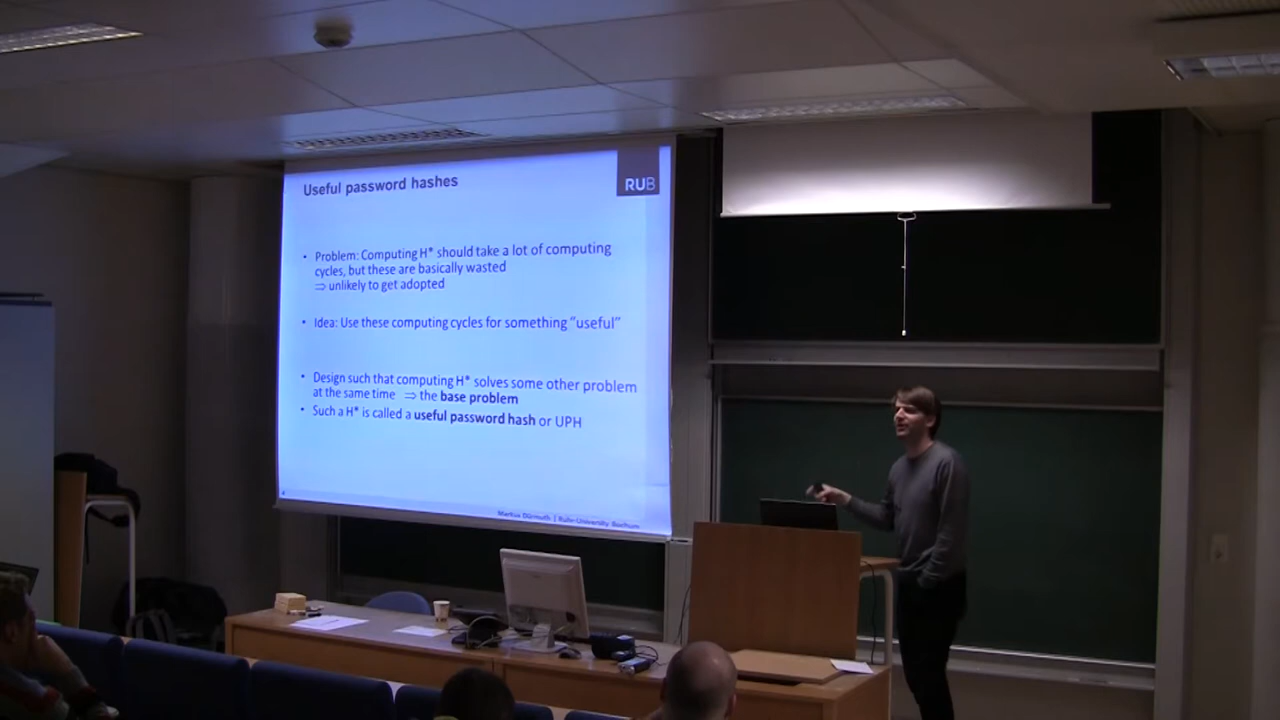 Useful password hashes
RUB
• Problem: Computing H* should take a lot of computing
cycles, but these are basically wasted
⇒ unlikely to get adopted
• Idea: Use these computing cycles for something "useful"
• Design such that computing H* solves some other problem
at the same time ⇒ the base problem
• Such a H* is called a useful password hash or UPH
Markus Dürmuth | Ruhr-University Bochum